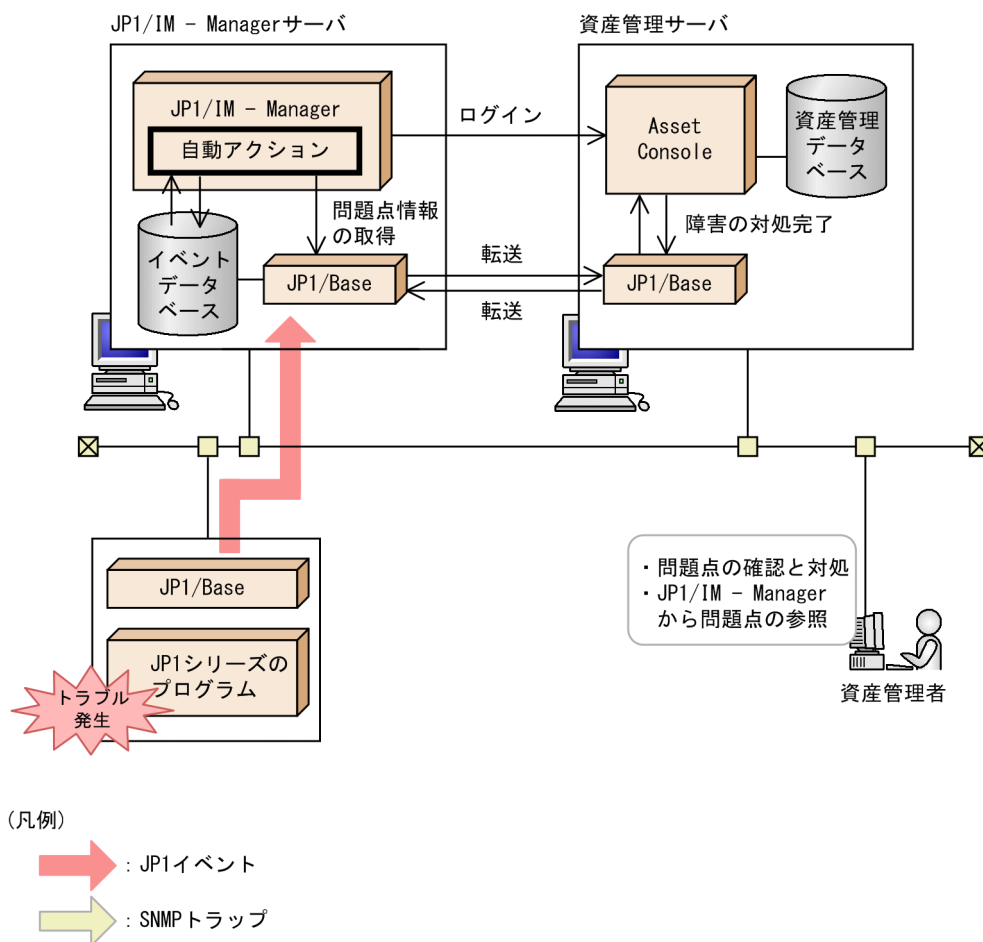 JP1/IM - Managerサーバ
資産管理サーバ
JP1/IM - Manager
自動アクション
ログイン
Asset
Console
資産管理
データ
ベース
問題点情報
の取得
障害の対処完了
イベント
データ
ベース
JP1/Base
転送
転送
JP1/Base
JP1/Base
JP1シリーズの
プログラム
トラブル
発生
・問題点の確認と対処
・JP1/IM - Manager
から問題点の参照
資産管理者
(凡例)
: JP1イベント
: SNMPトラップ